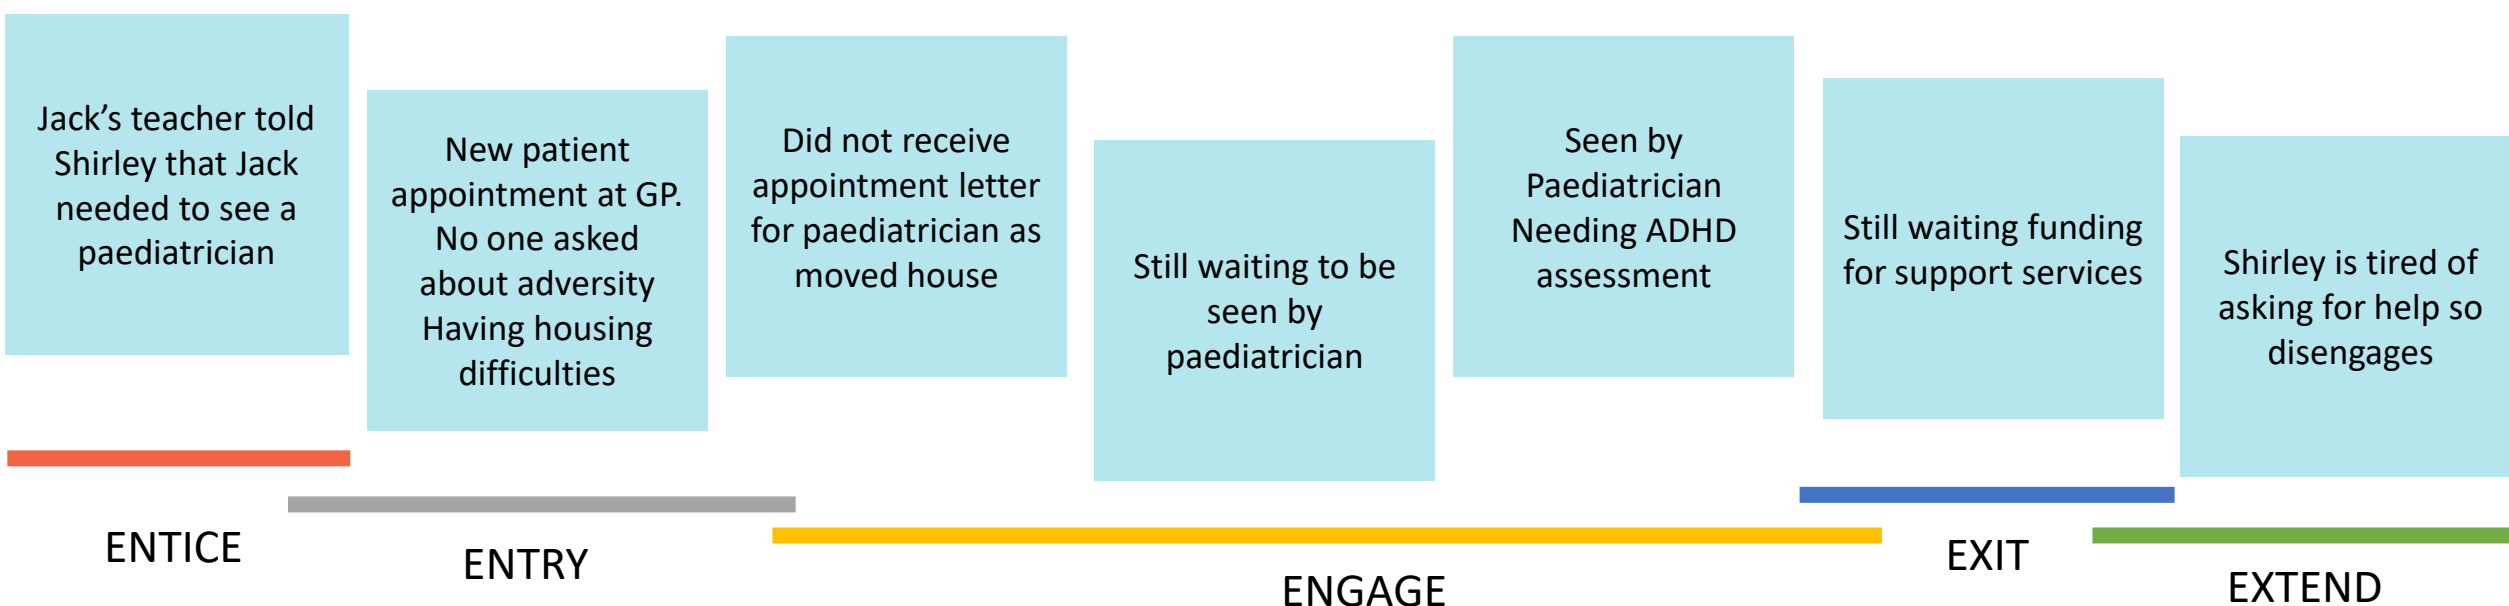 Jack’s teacher told
Shirley that Jack
needed to see a
paediatrician
New patient
appointment at GP.
No one asked
about adversity
Having housing
difficulties
Did not receive
appointment letter
for paediatrician as
moved house
Still waiting to be
seen by
paediatrician
Seen by
Paediatrician
Needing ADHD
assessment
Still waiting funding
for support services
Shirley is tired of
asking for help so
disengages
ENTICE
ENTRY
ENGAGE
EXIT
EXTEND